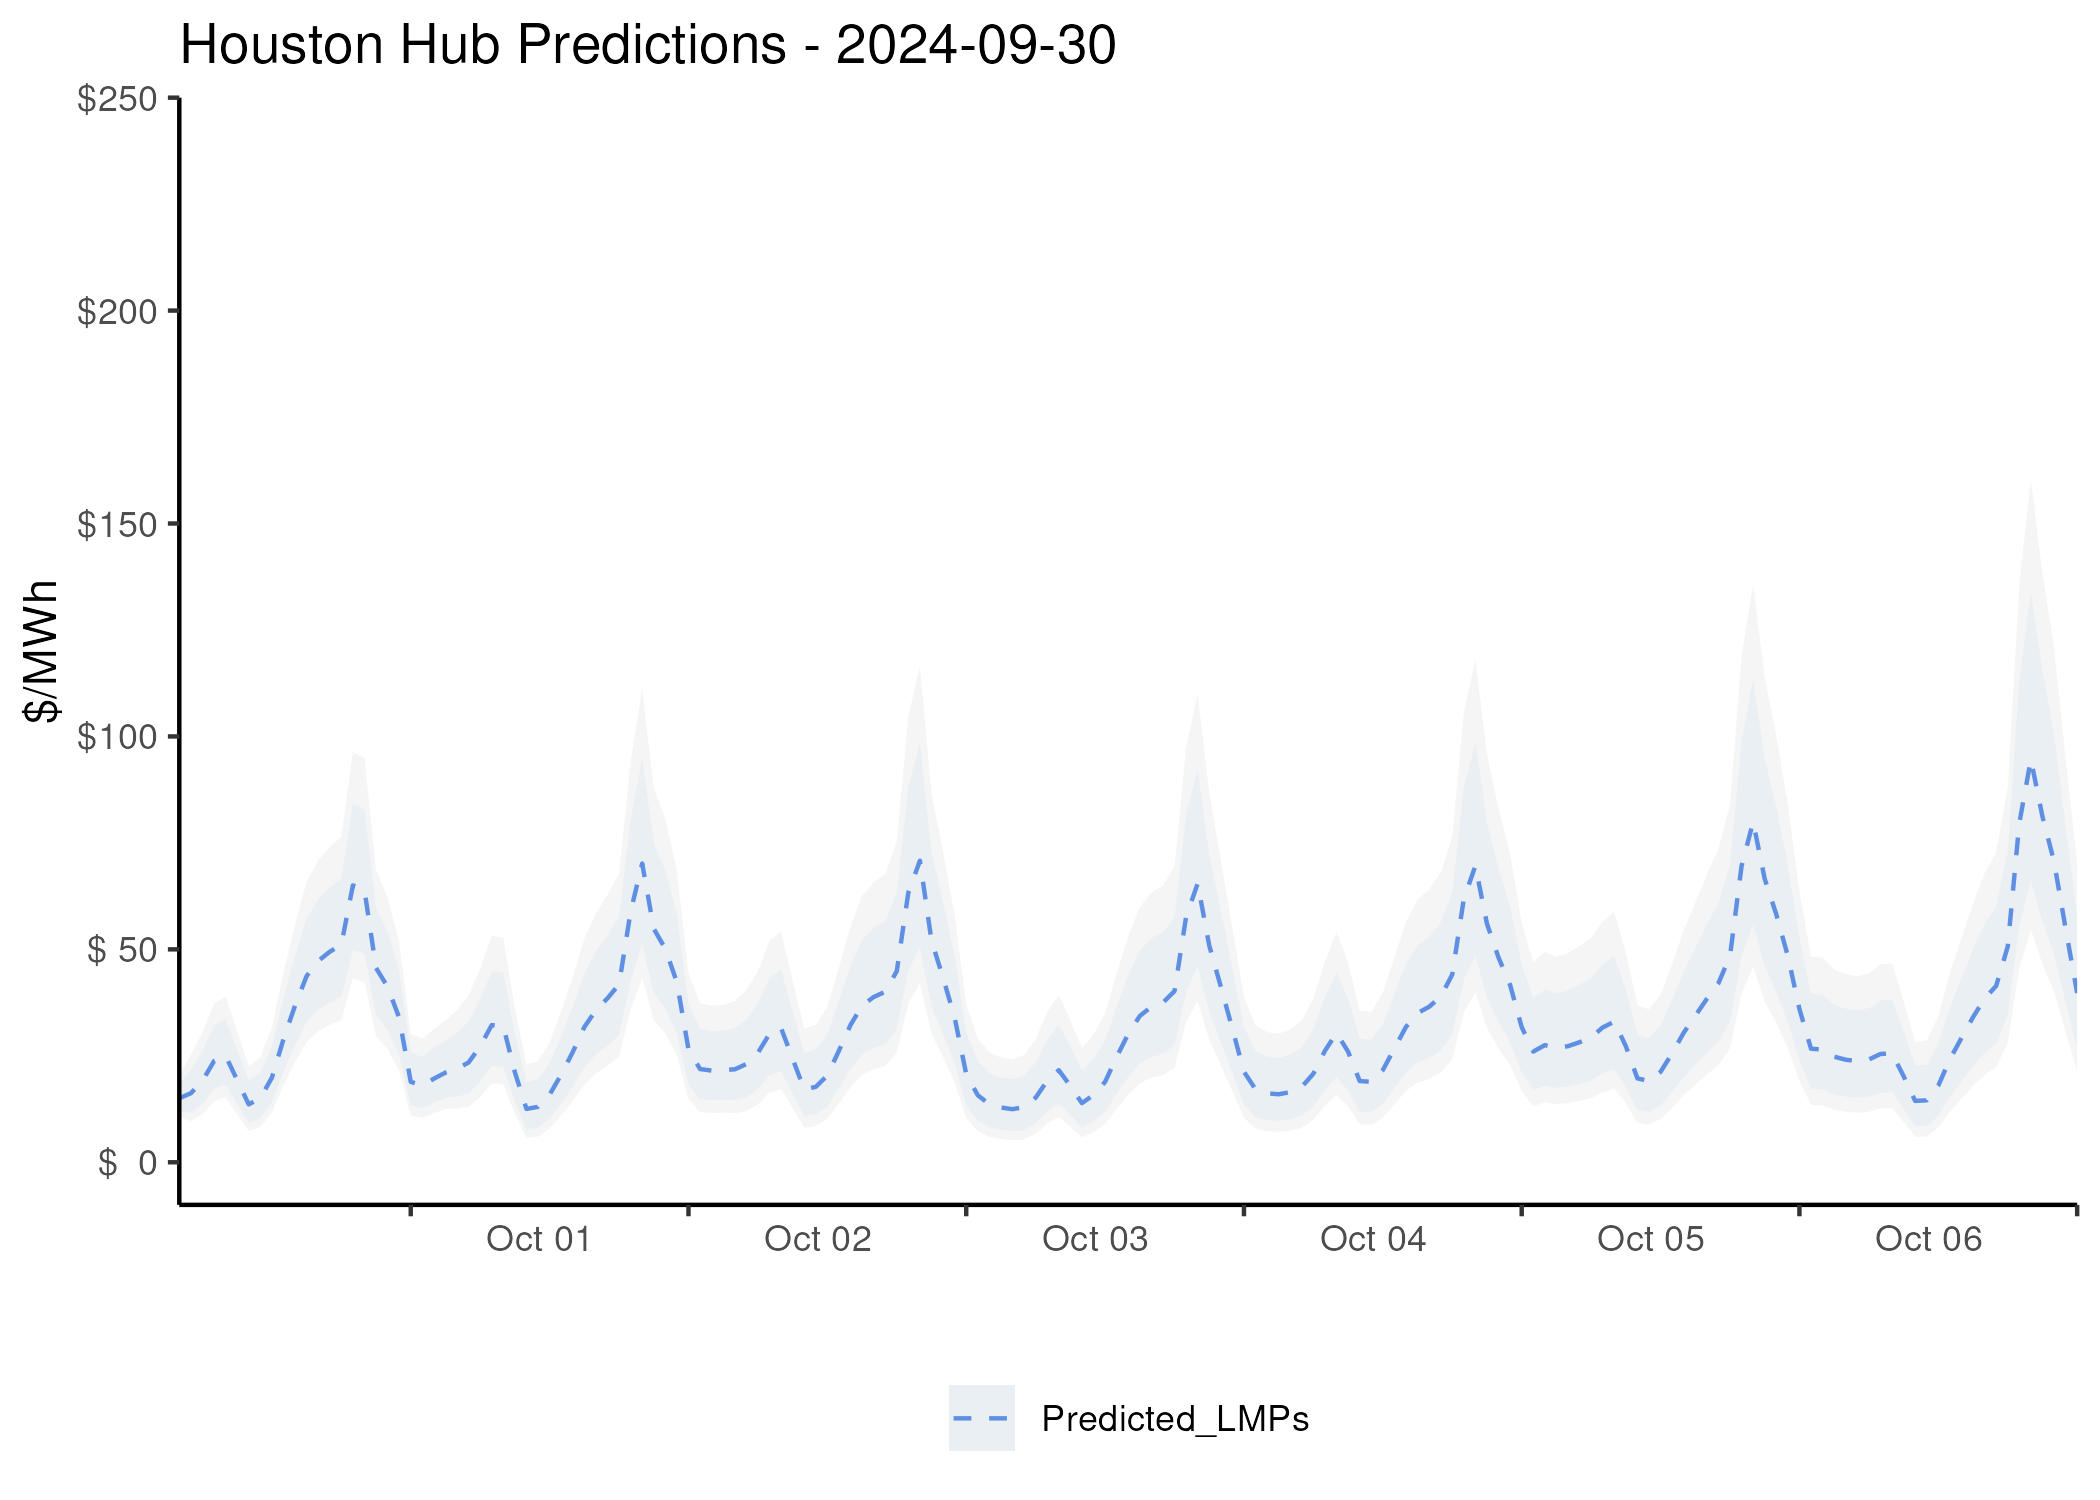 Houston Hub Predictions - 2024-09-30
$250
$200
$150
$100
$ 50
$  0
$/MWh
Oct 01 Oct 02 Oct 03 Oct 04 Oct 05 Oct 06
Predicted_LMPs